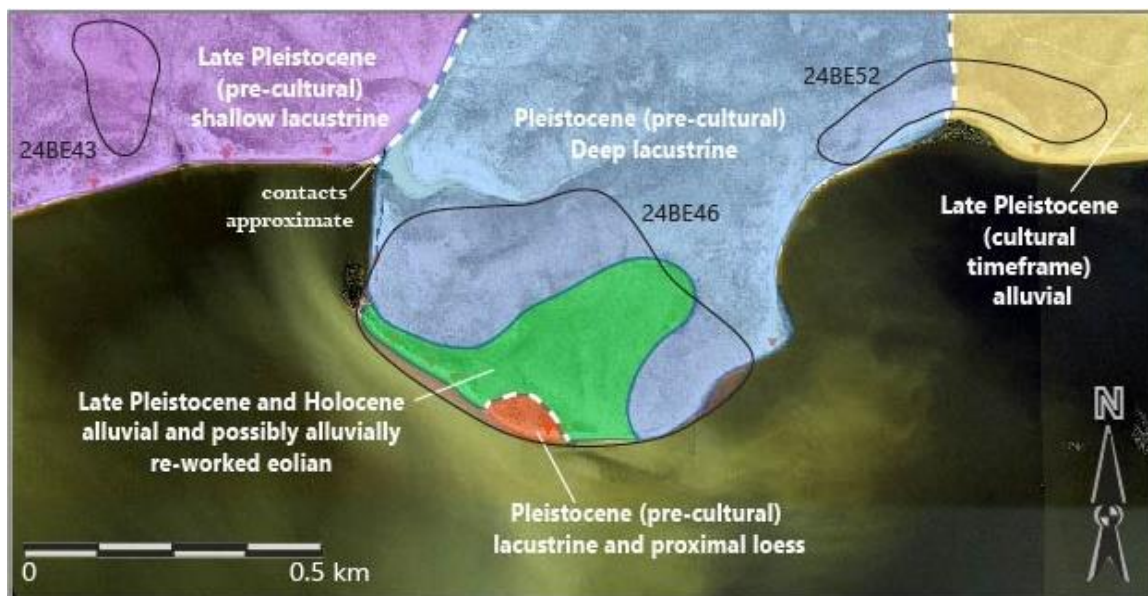 Late Pleistocene
(pre-cultural)
shallow lacustrine
24BE43
contacts
approximate
Pleistocene (pre-cultural)
Deep lacustrine
24BE52
24BE46
Late Pleistocene
(cultural
timeframe)
alluvial
Late Pleistocene and Holocene
alluvial and possibly alluvially
re-worked eolian
Pleistocene (pre-cultural)
lacustrine and proximal loess
N
0 0.5 km